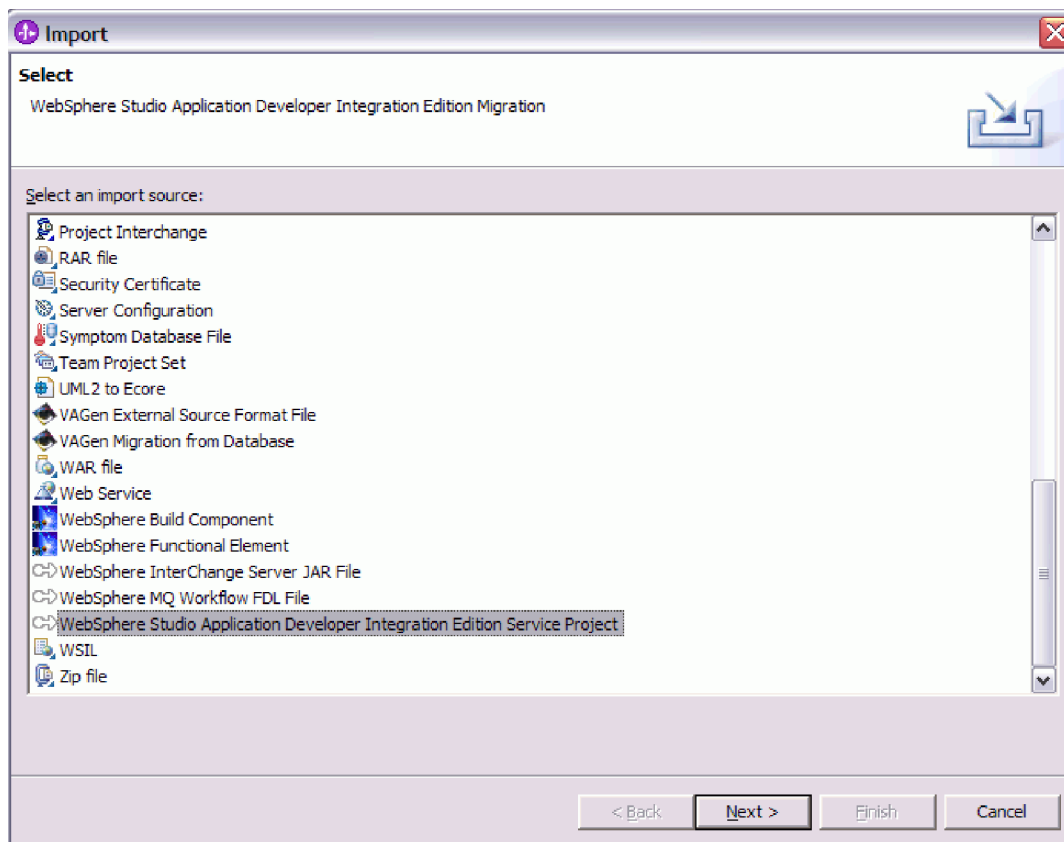 Import
Select
WebSphere Studio Application Developer Integration Edition Migration
Select an import source:
Project Interchange
RAR file
Security Certificate
Server Configuration
Symptom Database File
Team Project Set
UML2 to Ecore
VAGen External Source Format File
VAGen Migration from Database
WAR file
Web Service
WebSphere Build Component
WebSphere Functional Element
WebSphere InterChange Server JAR File
WebSphere MQ Workflow FDL File
WebSphere Studio Application Developer Integration Edition Service Project
WSIL
Zip file
< Back Next > Finish Cancel